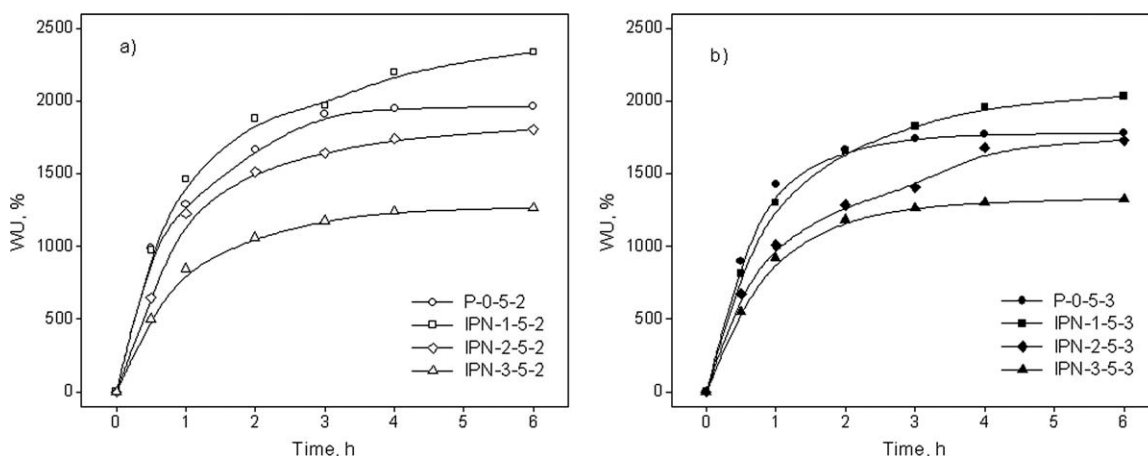 a)
2500
2000
1500
1000
500
0
WU, %
0 1 2 3 4 5 6
Time, h
P-0-5-2
IPN-1-5-2
IPN-2-5-2
IPN-3-5-2
b)
2500
2000
1500
1000
500
0
WU, %
0 1 2 3 4 5 6
Time, h
P-0-5-3
IPN-1-5-3
IPN-2-5-3
IPN-3-5-3